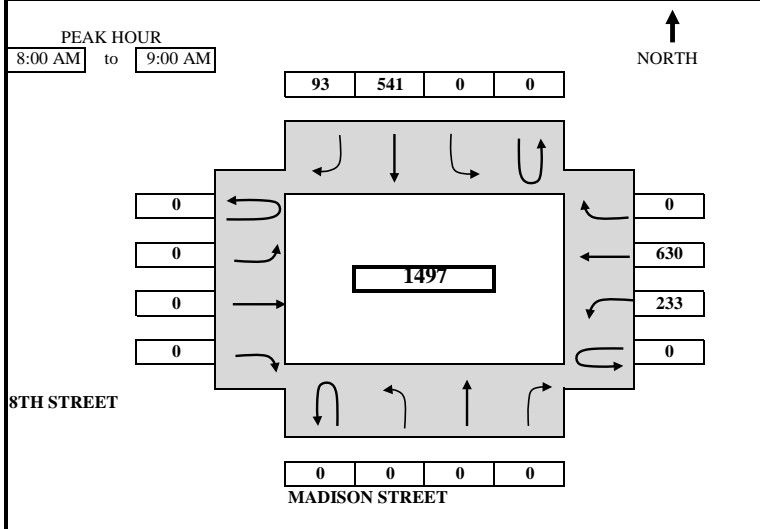 PEAK HOUR
8:00 AM to 9:00 AM
NORTH
93 541 0 0
0 0
0 630
1497
0 233
0 0
8TH STREET
0 0 0 0
MADISON STREET